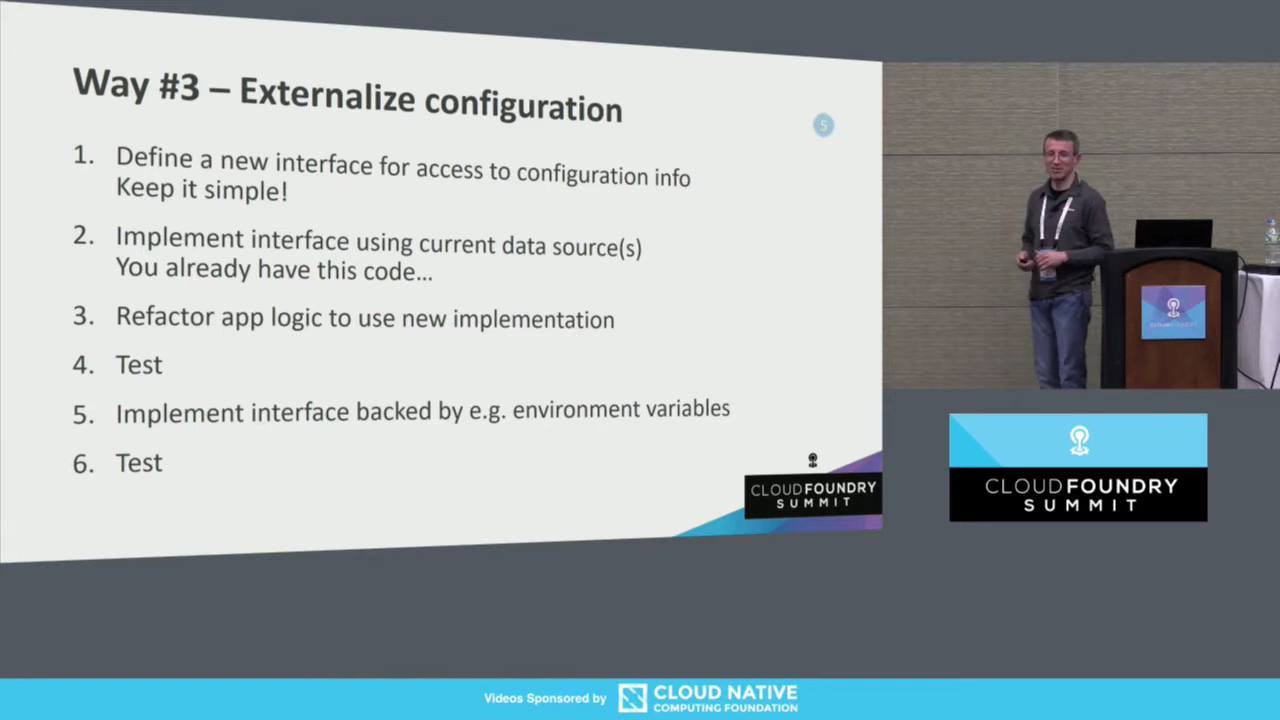 Way #3 – Externalize configuration
5
1. Define a new interface for access to configuration info
Keep it simple!
2. Implement interface using current data source(s)
You already have this code…
3. Refactor app logic to use new implementation
4. Test
5. Implement interface backed by e.g. environment variables
6. Test
CLOUDFOUNDRY
SUMMIT
CLOUDFOUNDRY
CLOUDFOUNDRY
SUMMIT
Videos Sponsored by
CLOUD NATIVE
COMPUTING FOUNDATION